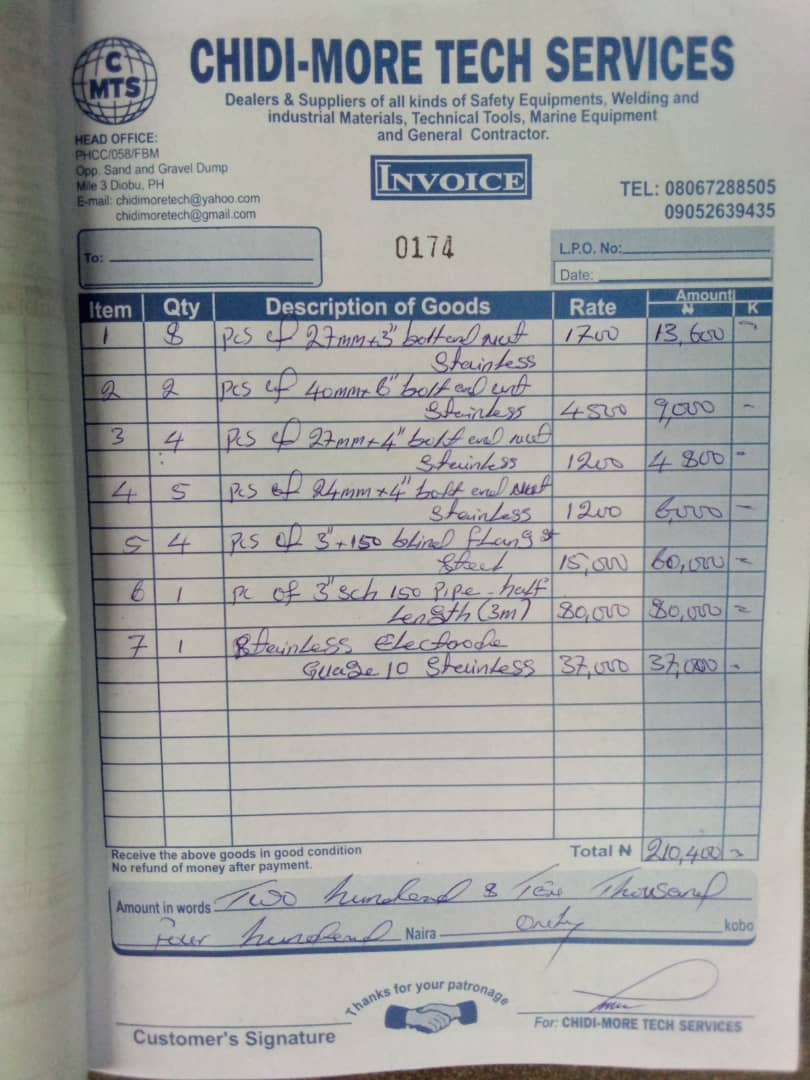 C
MTS
CHIDI-MORE TECH SERVICES
Dealers & Suppliers of all kinds of Safety Equipments, Welding and
industrial Materials, Technical Tools, Marine Equipment
and General Contractor.
HEAD OFFICE:
PHCC/058/FBM
Opp. Sand and Gravel Dump
Mile 3 Diobu, PH
E-mail: chidimoretech@yahoo.com
chidimoretech@gmail.com
INVOICE
TEL: 08067288505
09052639435
To:
0174
L.P.O. No:
Date:
Item Qty Description of Goods Rate Amount ₦ K
1 8 pcs of 27mm+3" bolt and nut 1700 13,600 -
Stainless
2 2 pcs of 40mm+6" bolt and nut
Stainless 4500 9,000 -
3 4 pcs of 27mm+4" bolt and nut
Stainless 1200 4800 -
4 5 pcs of 24mm+4" bolt and nut
Stainless 1200 6,000 -
5 4 pcs of 3"+150 blind flang
Steel 15,000 60,000 =
6 1 pc of 3" sch 150 pipe - half
Length (3m) 80,000 80,000 =
7 1 Stainless Electrode
Guage 10 Stainless 37,000 37,000 -
Receive the above goods in good condition
No refund of money after payment.
Total ₦ 210,400 =
Amount in words Two hundred & Ten Thousand
Four hundred Naira Only kobo
Thanks for your patronage
Customer's Signature
For: CHIDI-MORE TECH SERVICES